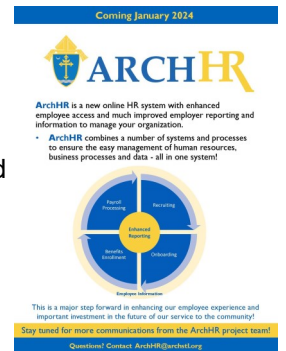 Coming January 2024
ARCHHR
ArchHR is a new online HR system with enhanced
employee access and much improved employer reporting and
information to manage your organization.
• ArchHR combines a number of systems and processes
to ensure the easy management of human resources,
business processes and data - all in one system!
d
Payroll
Processing
Recruiting
Enhanced
Reporting
Benefits
Enrollment
Onboarding
Employee Information
This is a major step forward in enhancing our employee experience and
important investment in the future of our service to the community!
Stay tuned for more communications from the ArchHR project team!
Questions? Contact ArchHR@archstl.org